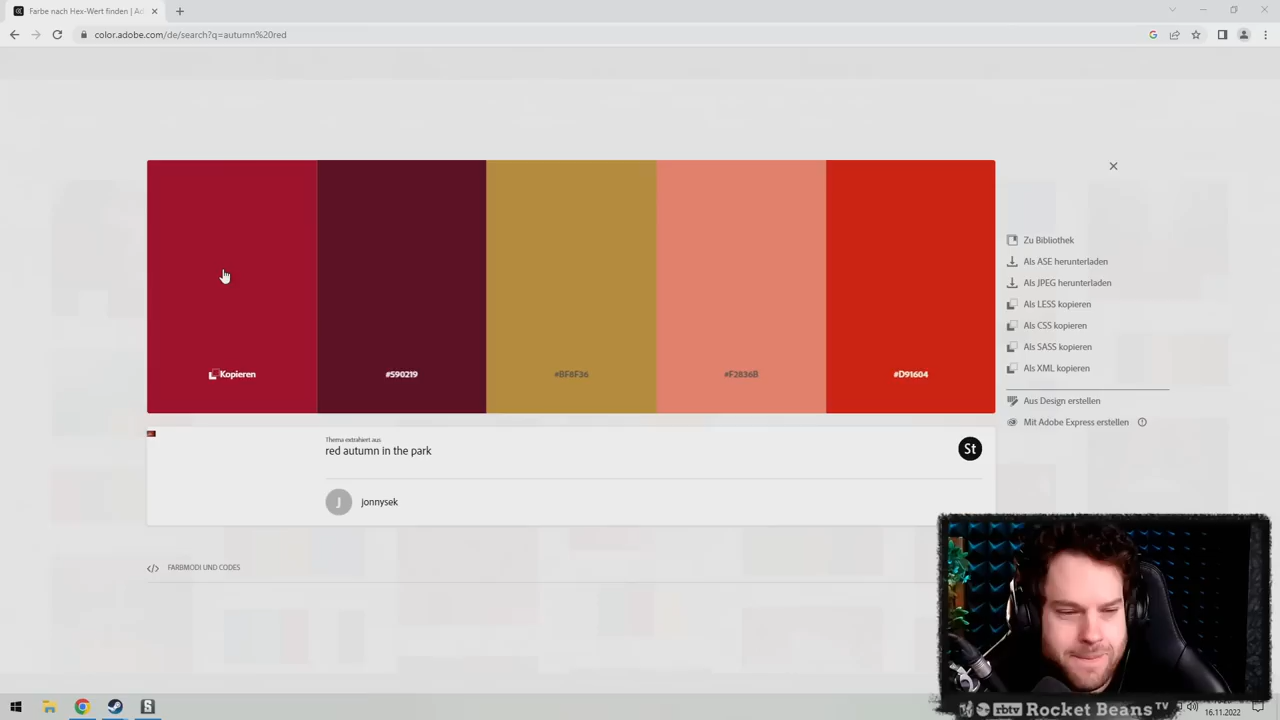 Farbe nach Hex-Wert finden | Ad
color.adobe.com/de/search?q=autumn%20red
Kopieren
#590219
#BF8F36
#F2836B
#D91604
Zu Bibliothek
Als ASE herunterladen
Als JPEG herunterladen
Als LESS kopieren
Als CSS kopieren
Als SASS kopieren
Als XML kopieren
Aus Design erstellen
Mit Adobe Express erstellen
Thema extrahiert aus
red autumn in the park
St
J
jonnysek
</> FARBMODI UND CODES
rbtv Rocket Beans TV
16.11.2022